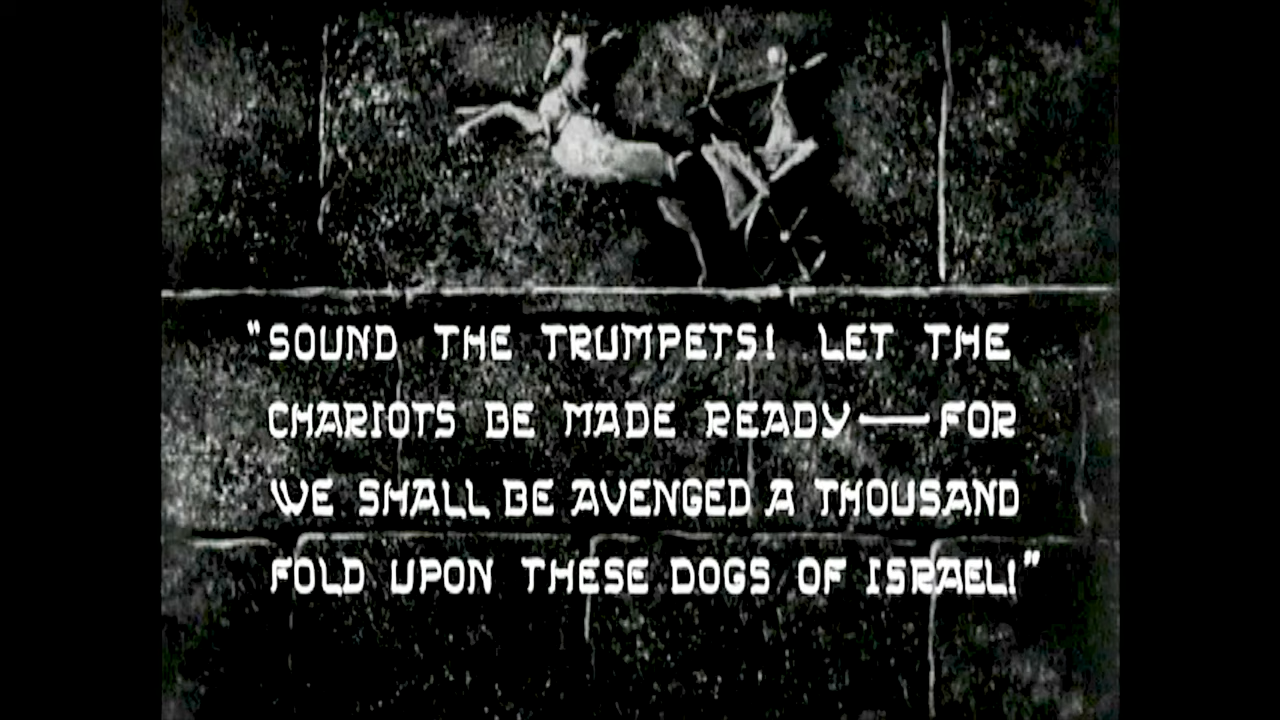 "SOUND THE TRUMPETS! LET THE
CHARIOTS BE MADE READY—FOR
WE SHALL BE AVENGED A THOUSAND
FOLD UPON THESE DOGS OF ISRAEL!"